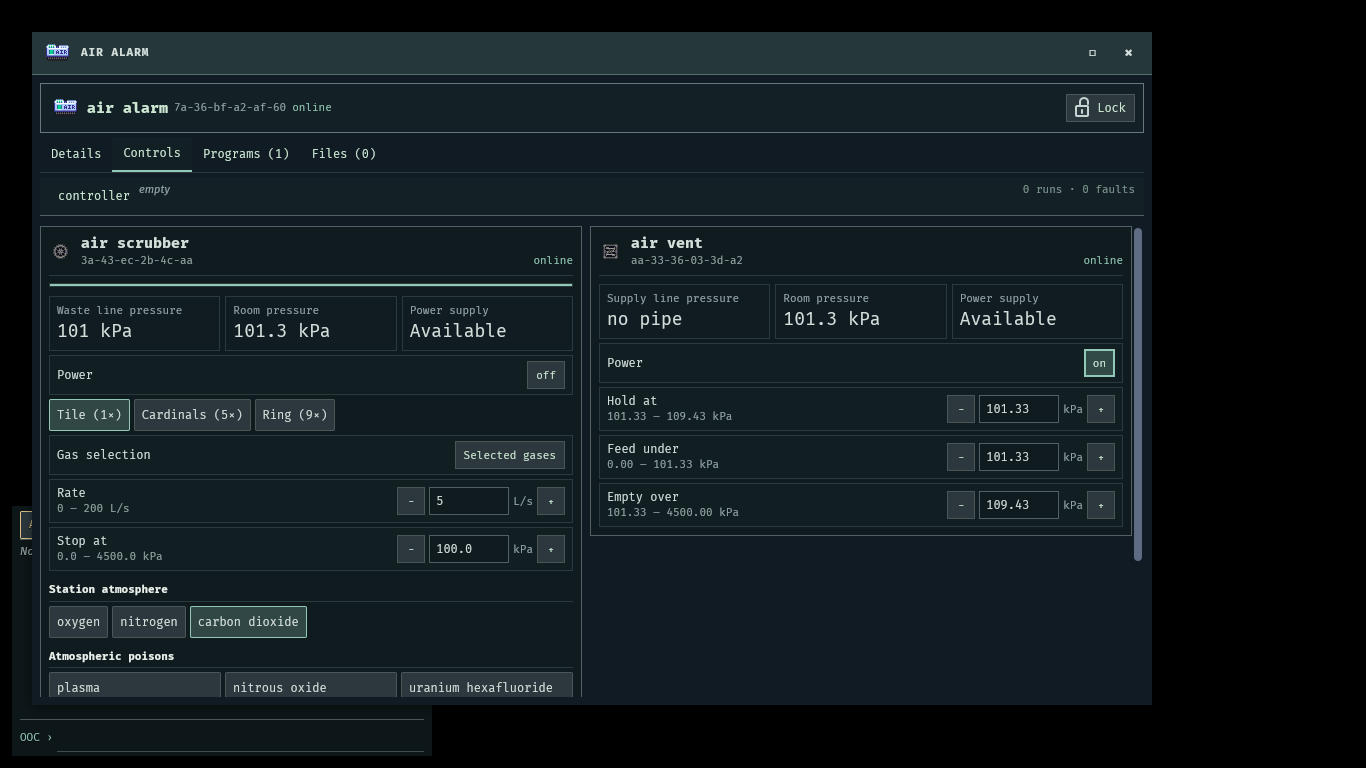 AIR ALARM
air alarm 7a-36-bf-a2-af-60 online
Lock
Details Controls Programs (1) Files (0)
controller empty
0 runs · 0 faults
air scrubber
3a-43-ec-2b-4c-aa
online
Waste line pressure
101 kPa
Room pressure
101.3 kPa
Power supply
Available
Power
off
Tile (1×) Cardinals (5×) Ring (9×)
Gas selection
Selected gases
Rate
0 — 200 L/s
- 5 L/s +
Stop at
0.0 — 4500.0 kPa
- 100.0 kPa +
Station atmosphere
oxygen nitrogen carbon dioxide
Atmospheric poisons
plasma nitrous oxide uranium hexafluoride
air vent
aa-33-36-03-3d-a2
online
Supply line pressure
no pipe
Room pressure
101.3 kPa
Power supply
Available
Power
on
Hold at
101.33 — 109.43 kPa
- 101.33 kPa +
Feed under
0.00 — 101.33 kPa
- 101.33 kPa +
Empty over
101.33 — 4500.00 kPa
- 109.43 kPa +
OOC ›